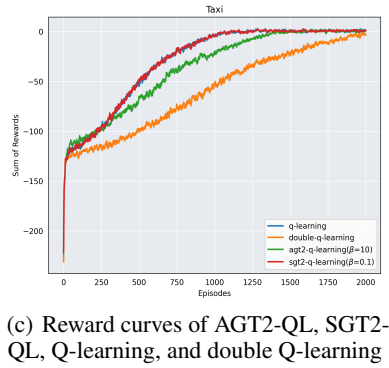 Taxi
0
−50
−100
−150
−200
Sum of Rewards
0
250
500
750
1000
1250
1500
1750
2000
Episodes
q-learning
double-q-learning
agt2-q-learning(β=10)
sgt2-q-learning(β=0.1)
(c) Reward curves of AGT2-QL, SGT2-
QL, Q-learning, and double Q-learning